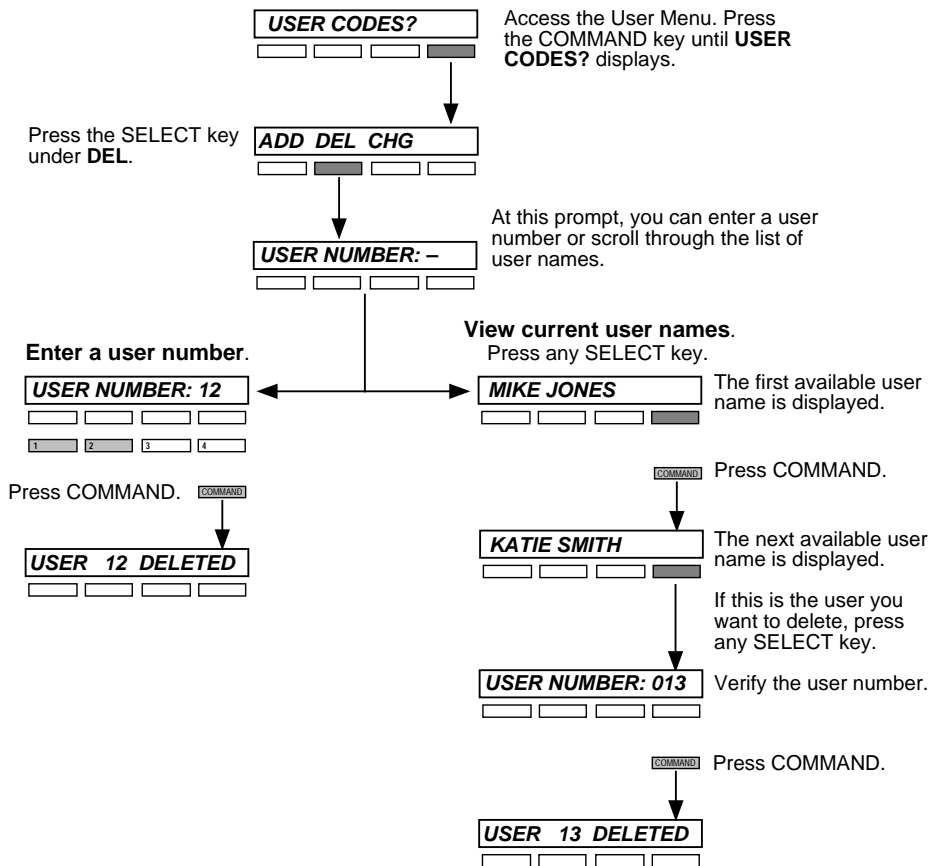 USER CODES?
Access the User Menu. Press
the COMMAND key until USER
CODES? displays.
Press the SELECT key
under DEL.
ADD DEL CHG
At this prompt, you can enter a user
number or scroll through the list of
user names.
USER NUMBER: –
Enter a user number.
USER NUMBER: 12
1 2 3 4
Press COMMAND. COMMAND
USER 12 DELETED
View current user names.
Press any SELECT key.
MIKE JONES
The first available user
name is displayed.
COMMAND Press COMMAND.
KATIE SMITH
The next available user
name is displayed.
If this is the user you
want to delete, press
any SELECT key.
USER NUMBER: 013
Verify the user number.
COMMAND Press COMMAND.
USER 13 DELETED